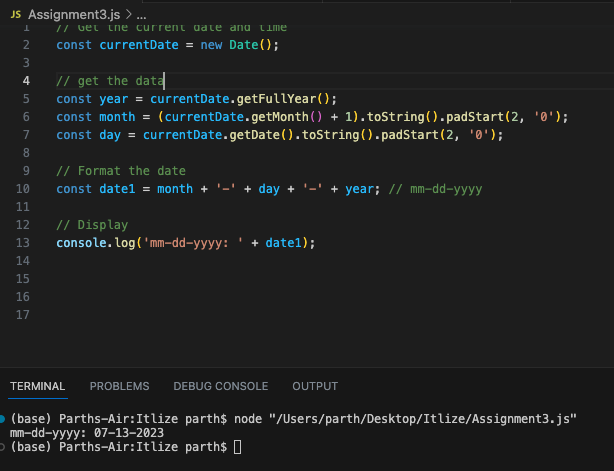 JS Assignment3.js > ...
1 // Get the current date and time
2 const currentDate = new Date();
3
4 // get the data
5 const year = currentDate.getFullYear();
6 const month = (currentDate.getMonth() + 1).toString().padStart(2, '0');
7 const day = currentDate.getDate().toString().padStart(2, '0');
8
9 // Format the date
10 const date1 = month + '-' + day + '-' + year; // mm-dd-yyyy
11
12 // Display
13 console.log('mm-dd-yyyy: ' + date1);
14
15
16
17
TERMINAL PROBLEMS DEBUG CONSOLE OUTPUT
(base) Parths-Air:Itlize parth$ node "/Users/parth/Desktop/Itlize/Assignment3.js"
mm-dd-yyyy: 07-13-2023
(base) Parths-Air:Itlize parth$